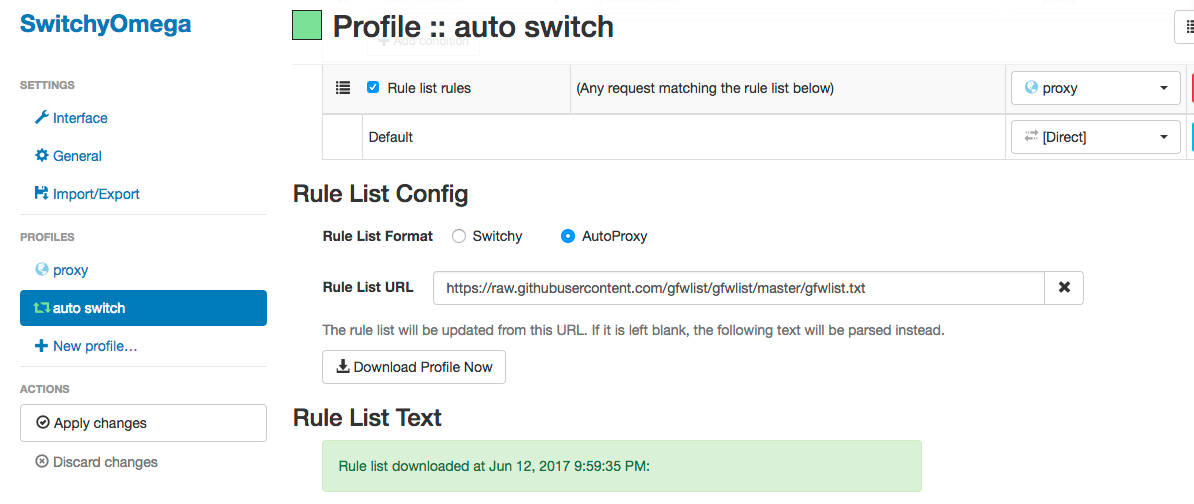 SwitchyOmega
Profile :: auto switch
Add condition
SETTINGS
Interface
General
Import/Export
PROFILES
proxy
auto switch
New profile…
ACTIONS
Apply changes
Discard changes
Rule list rules
(Any request matching the rule list below)
proxy
Default
[Direct]
Rule List Config
Rule List Format Switchy AutoProxy
Rule List URL https://raw.githubusercontent.com/gfwlist/gfwlist/master/gfwlist.txt
The rule list will be updated from this URL. If it is left blank, the following text will be parsed instead.
Download Profile Now
Rule List Text
Rule list downloaded at Jun 12, 2017 9:59:35 PM: